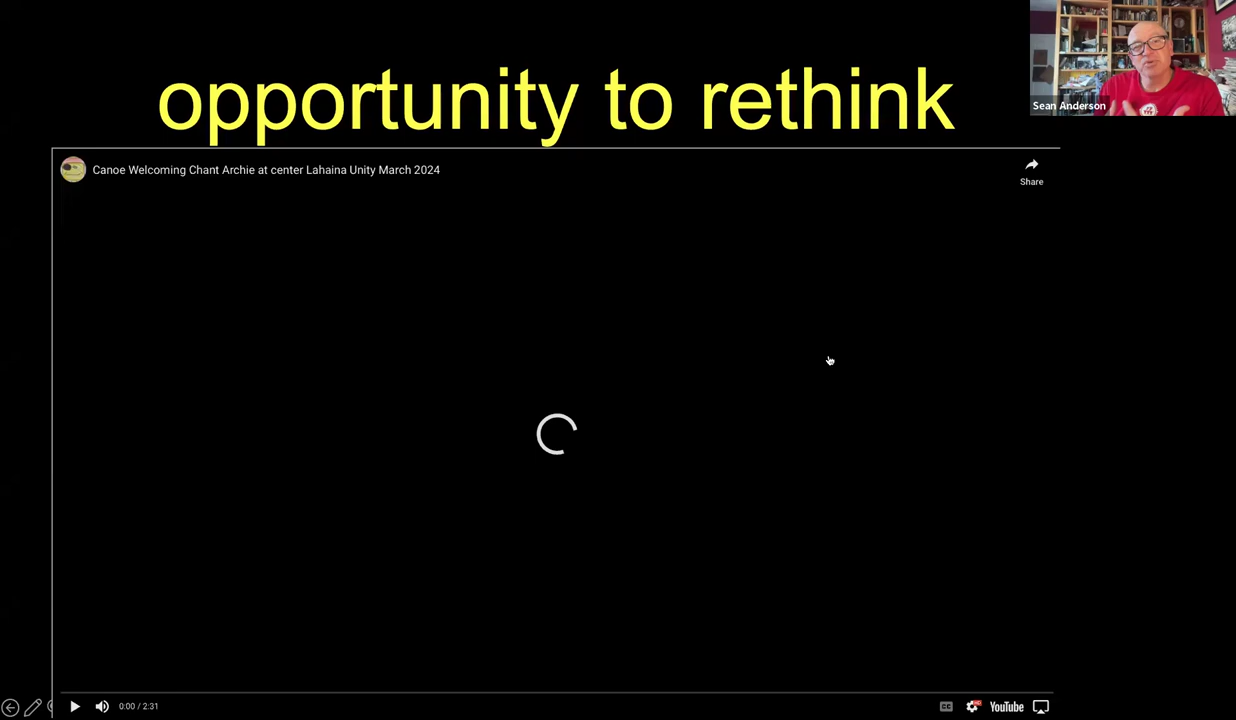 opportunity to rethink
Sean Anderson
Canoe Welcoming Chant Archie at center Lahaina Unity March 2024
Share
0:00 / 2:31
CC
YouTube